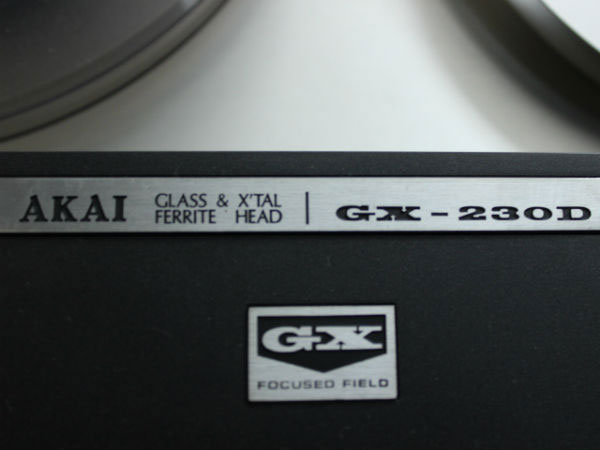 AKAI GLASS & X'TAL FERRITE HEAD | GX-230D
GX
FOCUSED FIELD